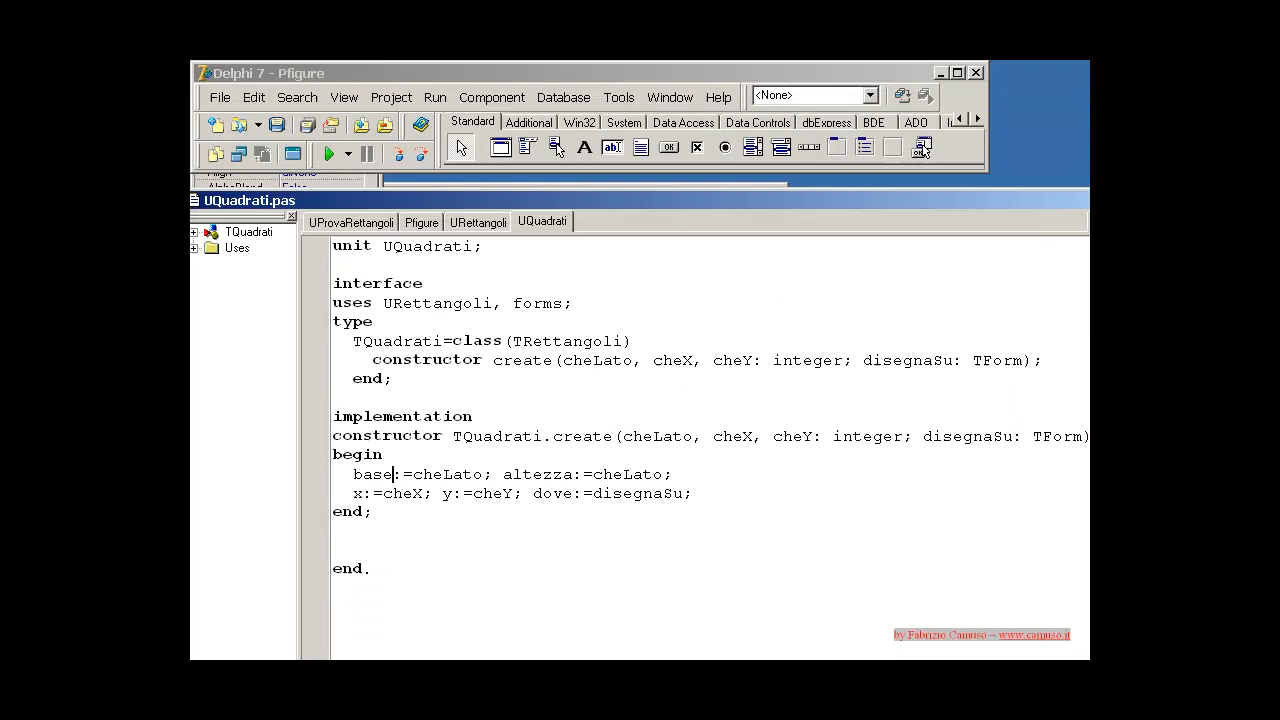 Delphi 7 - Pfigure
File Edit Search View Project Run Component Database Tools Window Help
<None>
Standard Additional Win32 System Data Access Data Controls dbExpress BDE ADO
UQuadrati.pas
TQuadrati
Uses
UProvaRettangoli Pfigure URettangoli UQuadrati
unit UQuadrati;
interface
uses URettangoli, forms;
type
TQuadrati=class(TRettangoli)
constructor create(cheLato, cheX, cheY: integer; disegnaSu: TForm);
end;
implementation
constructor TQuadrati.create(cheLato, cheX, cheY: integer; disegnaSu: TForm)
begin
base:=cheLato; altezza:=cheLato;
x:=cheX; y:=cheY; dove:=disegnaSu;
end;
end.
by Fabrizio Camuso – www.camuso.it